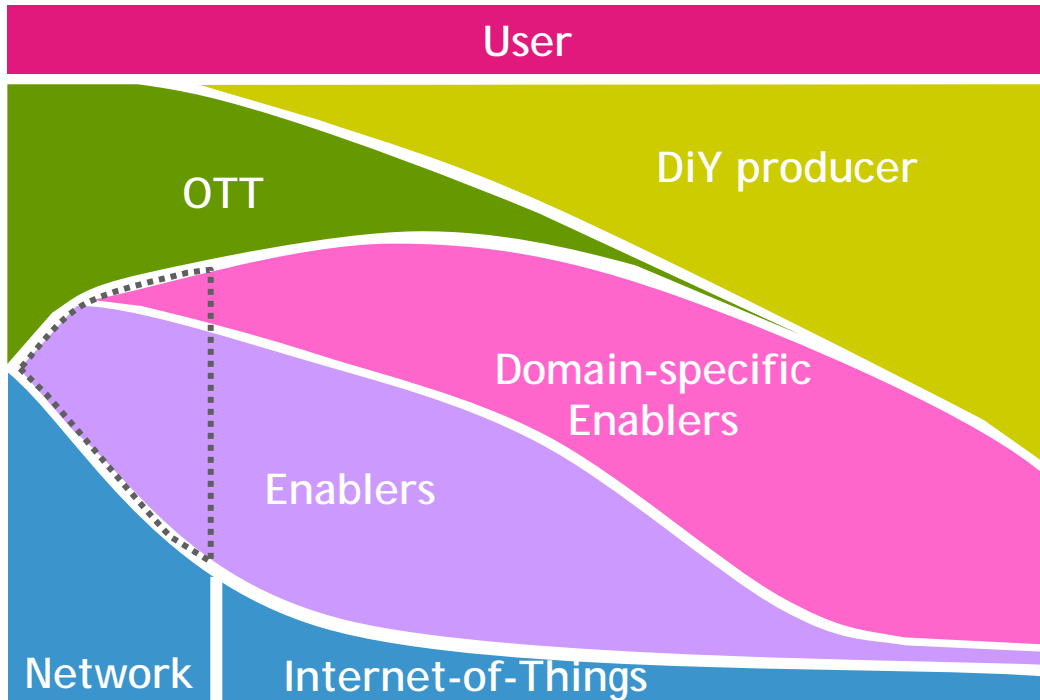 User
DiY producer
OTT
Domain-specific
Enablers
Enablers
Network
Internet-of-Things